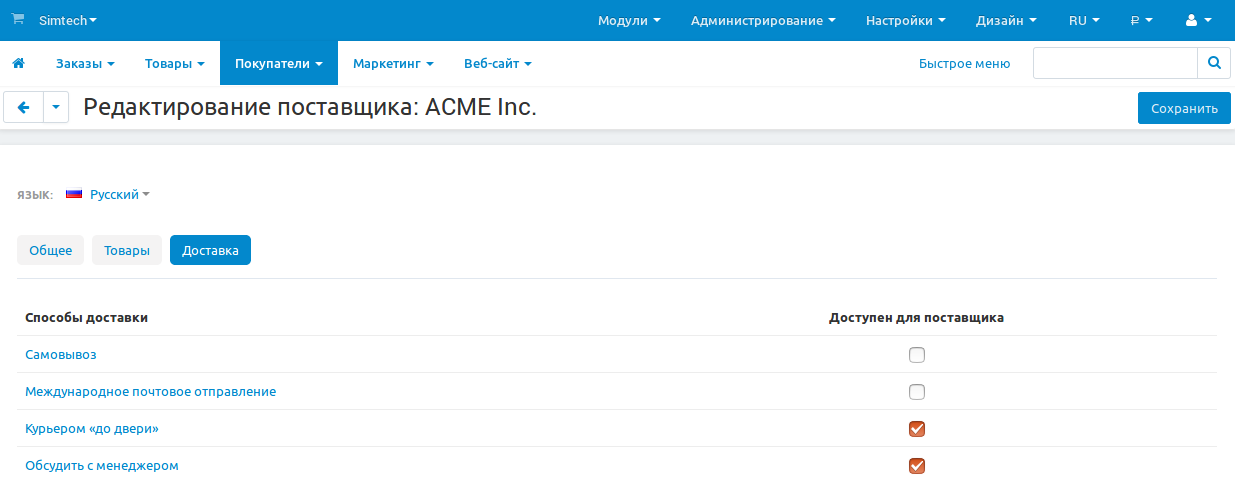 Simtech Модули Администрирование Настройки Дизайн RU ₽
Заказы Товары Покупатели Маркетинг Веб-сайт Быстрое меню
Редактирование поставщика: ACME Inc. Сохранить
ЯЗЫК: Русский
Общее Товары Доставка
Способы доставки Доступен для поставщика
Самовывоз
Международное почтовое отправление
Курьером «до двери»
Обсудить с менеджером